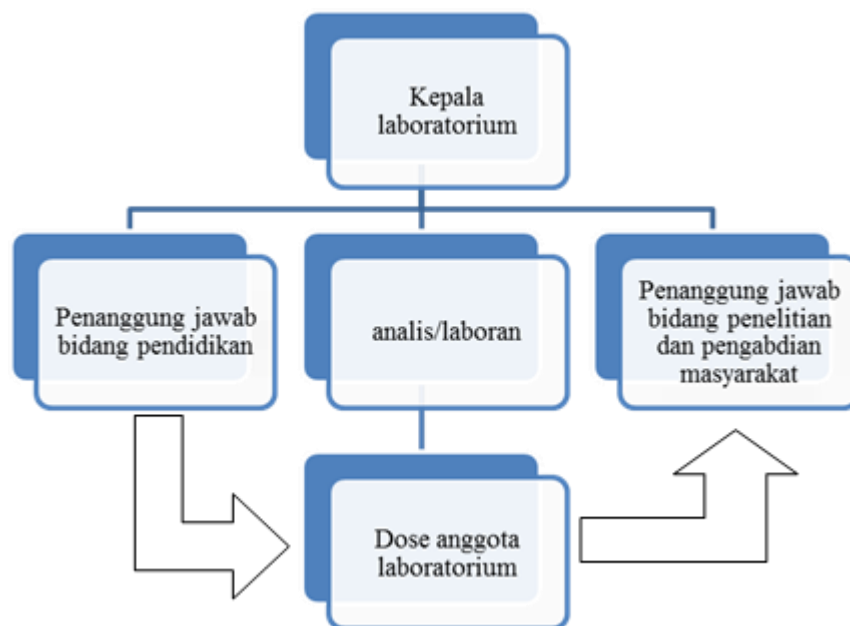 Kepala
laboratorium
Penanggung jawab
bidang pendidikan
analis/laboran
Penanggung jawab
bidang penelitian
dan pengabdian
masyarakat
Dose anggota
laboratorium